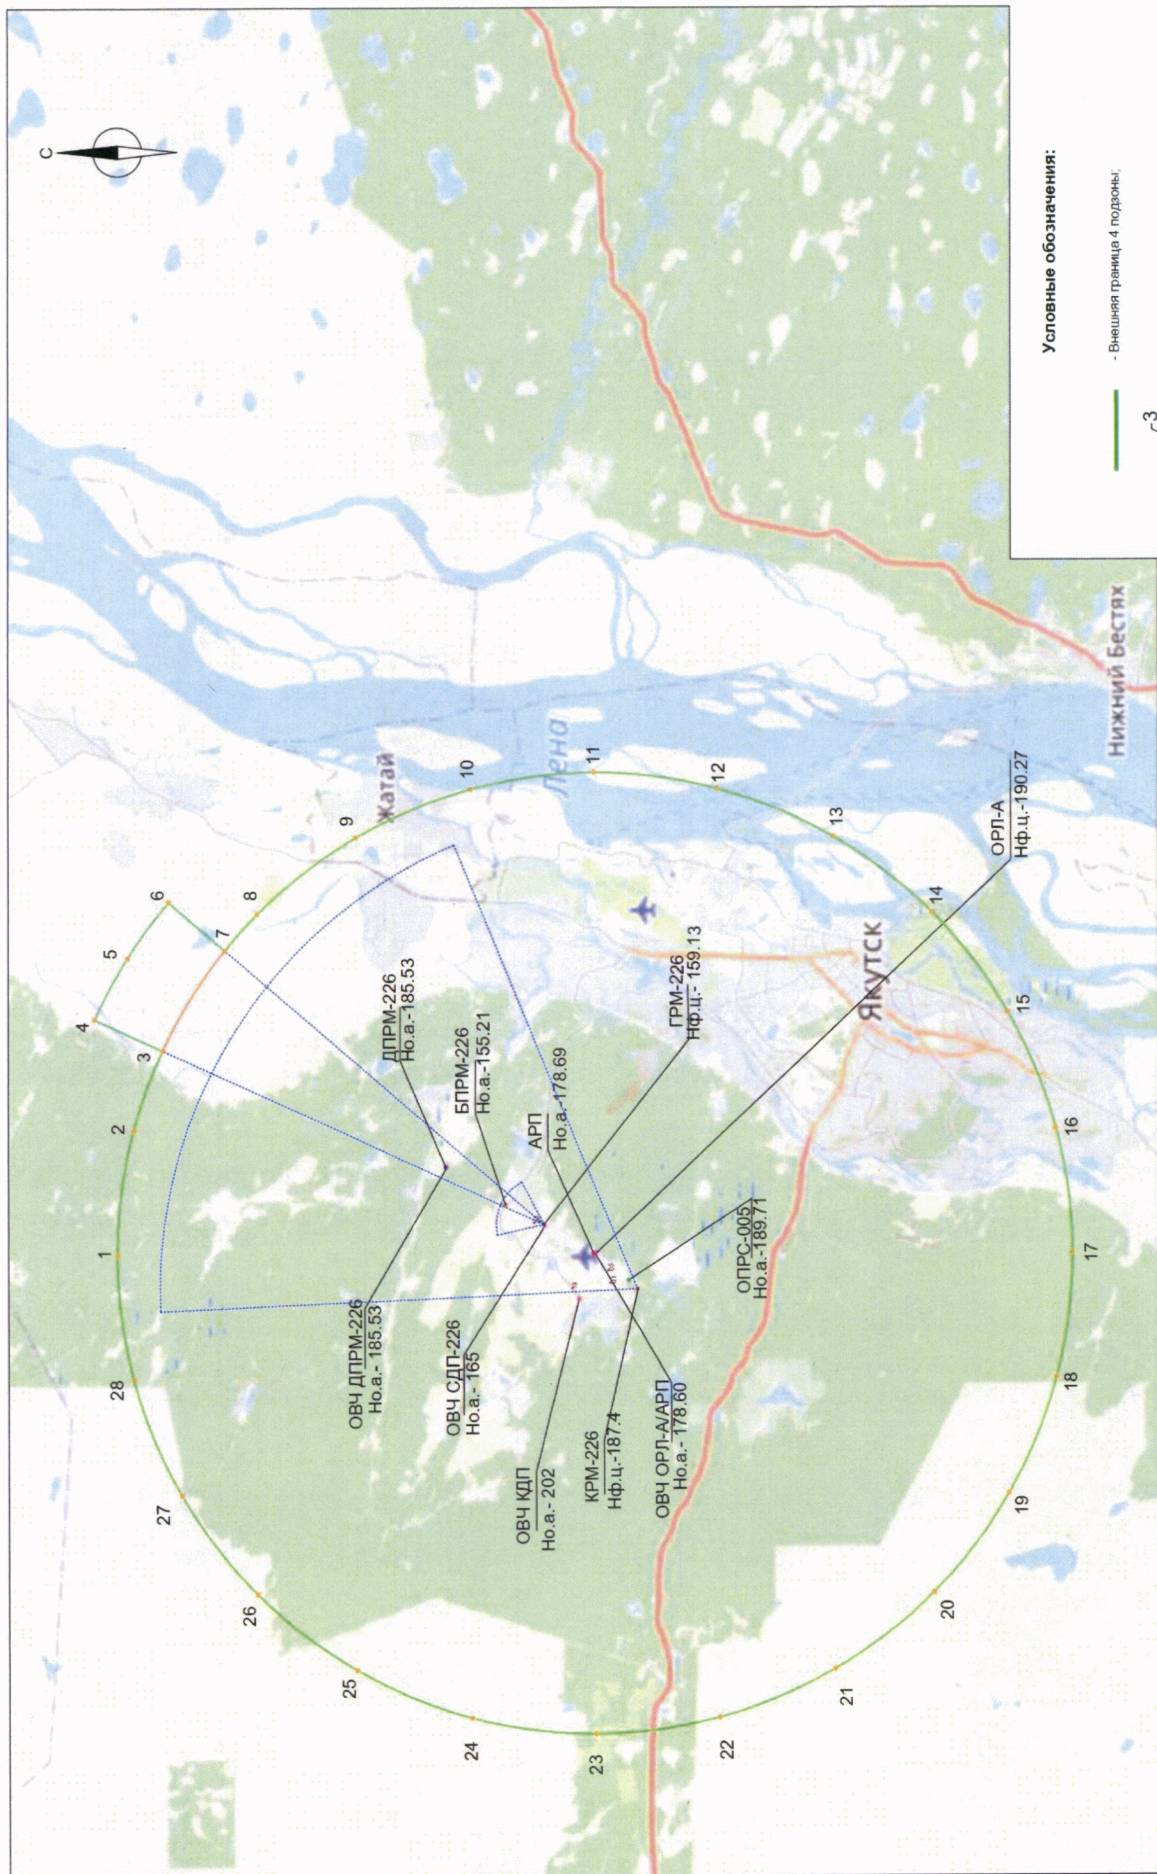 С
4
5
6
3
7
8
2
1
28
27
26
25
24
23
22
21
20
19
18
17
16
15
14
13
12
11
10
9
Жатай
Лена
Якутск
Нижний Бестях
ДПРМ-226
Но.а.-185.53
БПРМ-226
Но.а.-155.21
АРП
Но.а.-178.69
ГРМ-226
Нф.ц.- 159.13
ОРЛ-А
Нф.ц.-190.27
ОВЧ ДПРМ-226
Но.а.- 185.53
ОВЧ СДП-226
Но.а.- 165
ОВЧ КДП
Но.а.- 202
КРМ-226
Нф.ц.-187.4
ОВЧ ОРЛ-А/АРП
Но.а.- 178.60
ОПРС-005
Но.а.-189.71
Условные обозначения:
- Внешняя граница 4 подзоны;
3